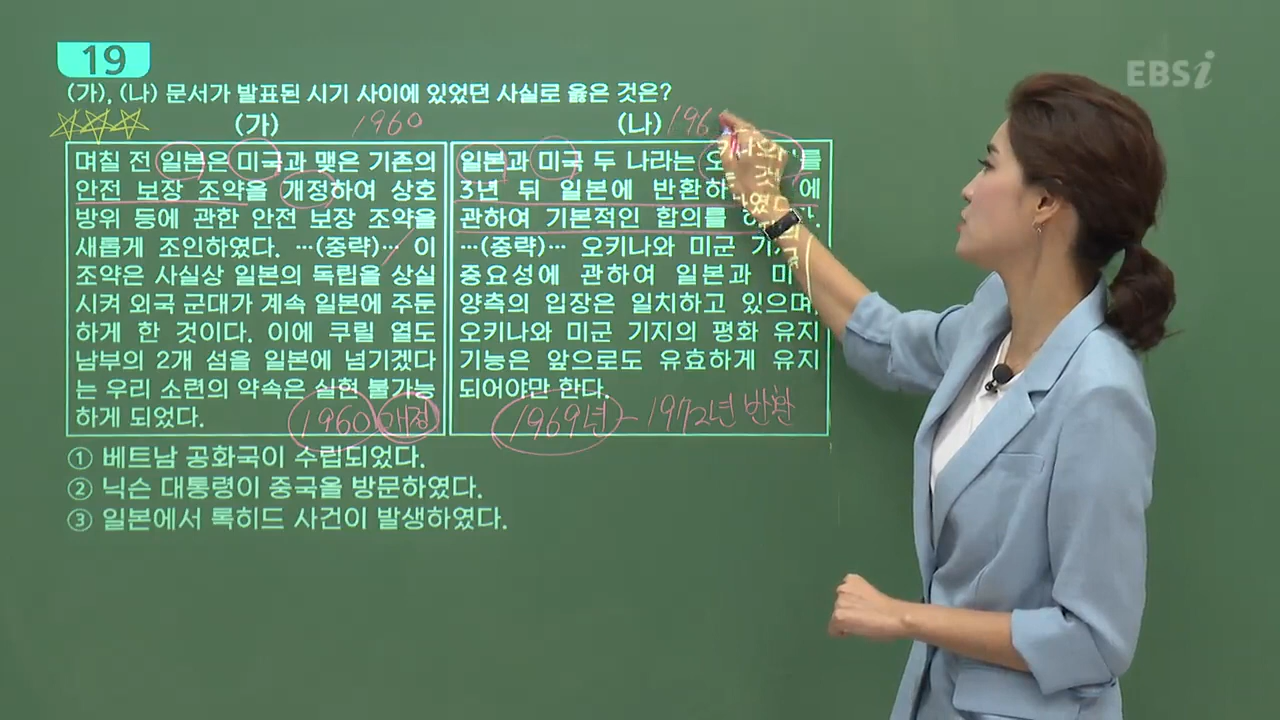 19
EBSi
(가), (나) 문서가 발표된 시기 사이에 있었던 사실로 옳은 것은?
(가) 1960
(나) 196
며칠 전 일본은 미국과 맺은 기존의
안전 보장 조약을 개정하여 상호
방위 등에 관한 안전 보장 조약을
새롭게 조인하였다. …(중략)… 이
조약은 사실상 일본의 독립을 상실
시켜 외국 군대가 계속 일본에 주둔
하게 한 것이다. 이에 쿠릴 열도
남부의 2개 섬을 일본에 넘기겠다
는 우리 소련의 약속은 실현 불가능
하게 되었다.
1960 개정
일본과 미국 두 나라는 를
3년 뒤 일본에 반환하 에
관하여 기본적인 합의를
…(중략)… 오키나와 미군
중요성에 관하여 일본과
양측의 입장은 일치하고 있으며
오키나와 미군 기지의 평화 유지
기능은 앞으로도 유효하게 유지
되어야만 한다.
1969년 - 1972년 반환
① 베트남 공화국이 수립되었다.
② 닉슨 대통령이 중국을 방문하였다.
③ 일본에서 록히드 사건이 발생하였다.